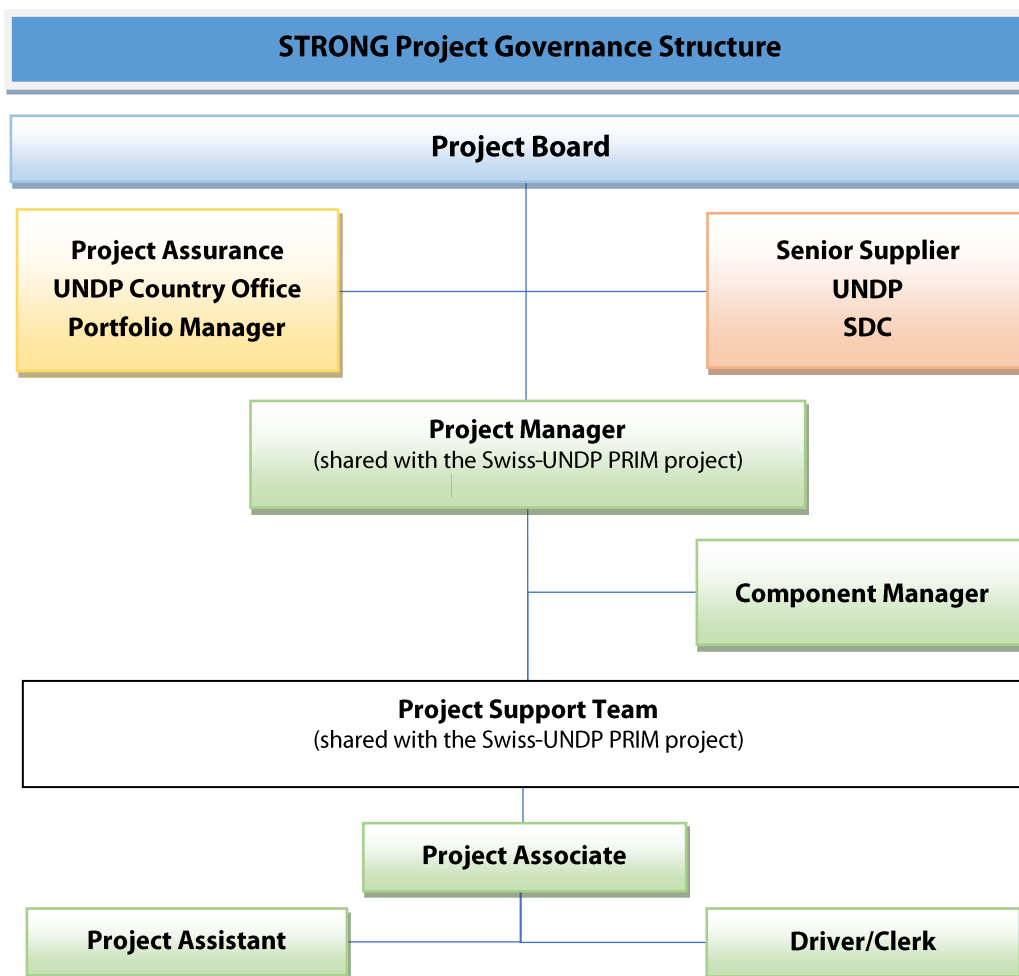 STRONG Project Governance Structure
Project Board
Project Assurance
UNDP Country Office
Portfolio Manager
Senior Supplier
UNDP
SDC
Project Manager
(shared with the Swiss-UNDP PRIM project)
Component Manager
Project Support Team
(shared with the Swiss-UNDP PRIM project)
Project Associate
Project Assistant
Driver/Clerk